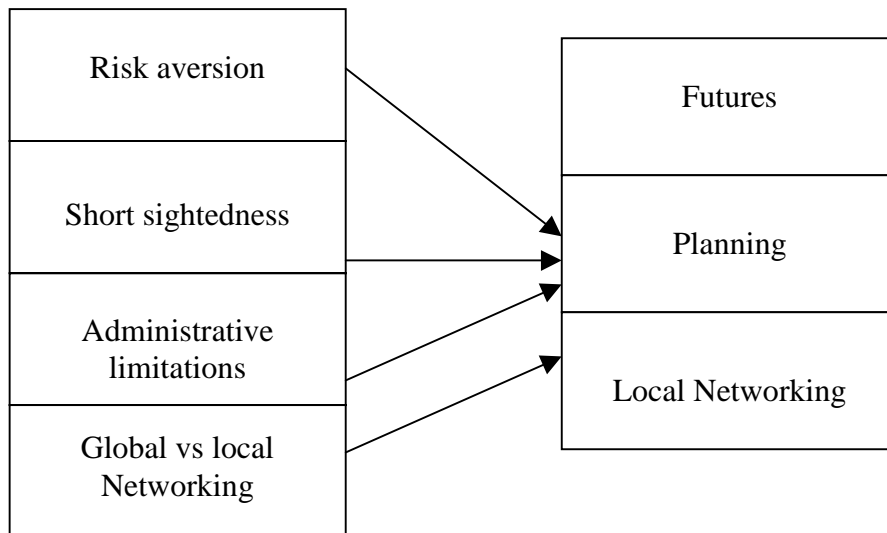 Risk aversion
Short sightedness
Administrative
limitations
Global vs local
Networking
Futures
Planning
Local Networking